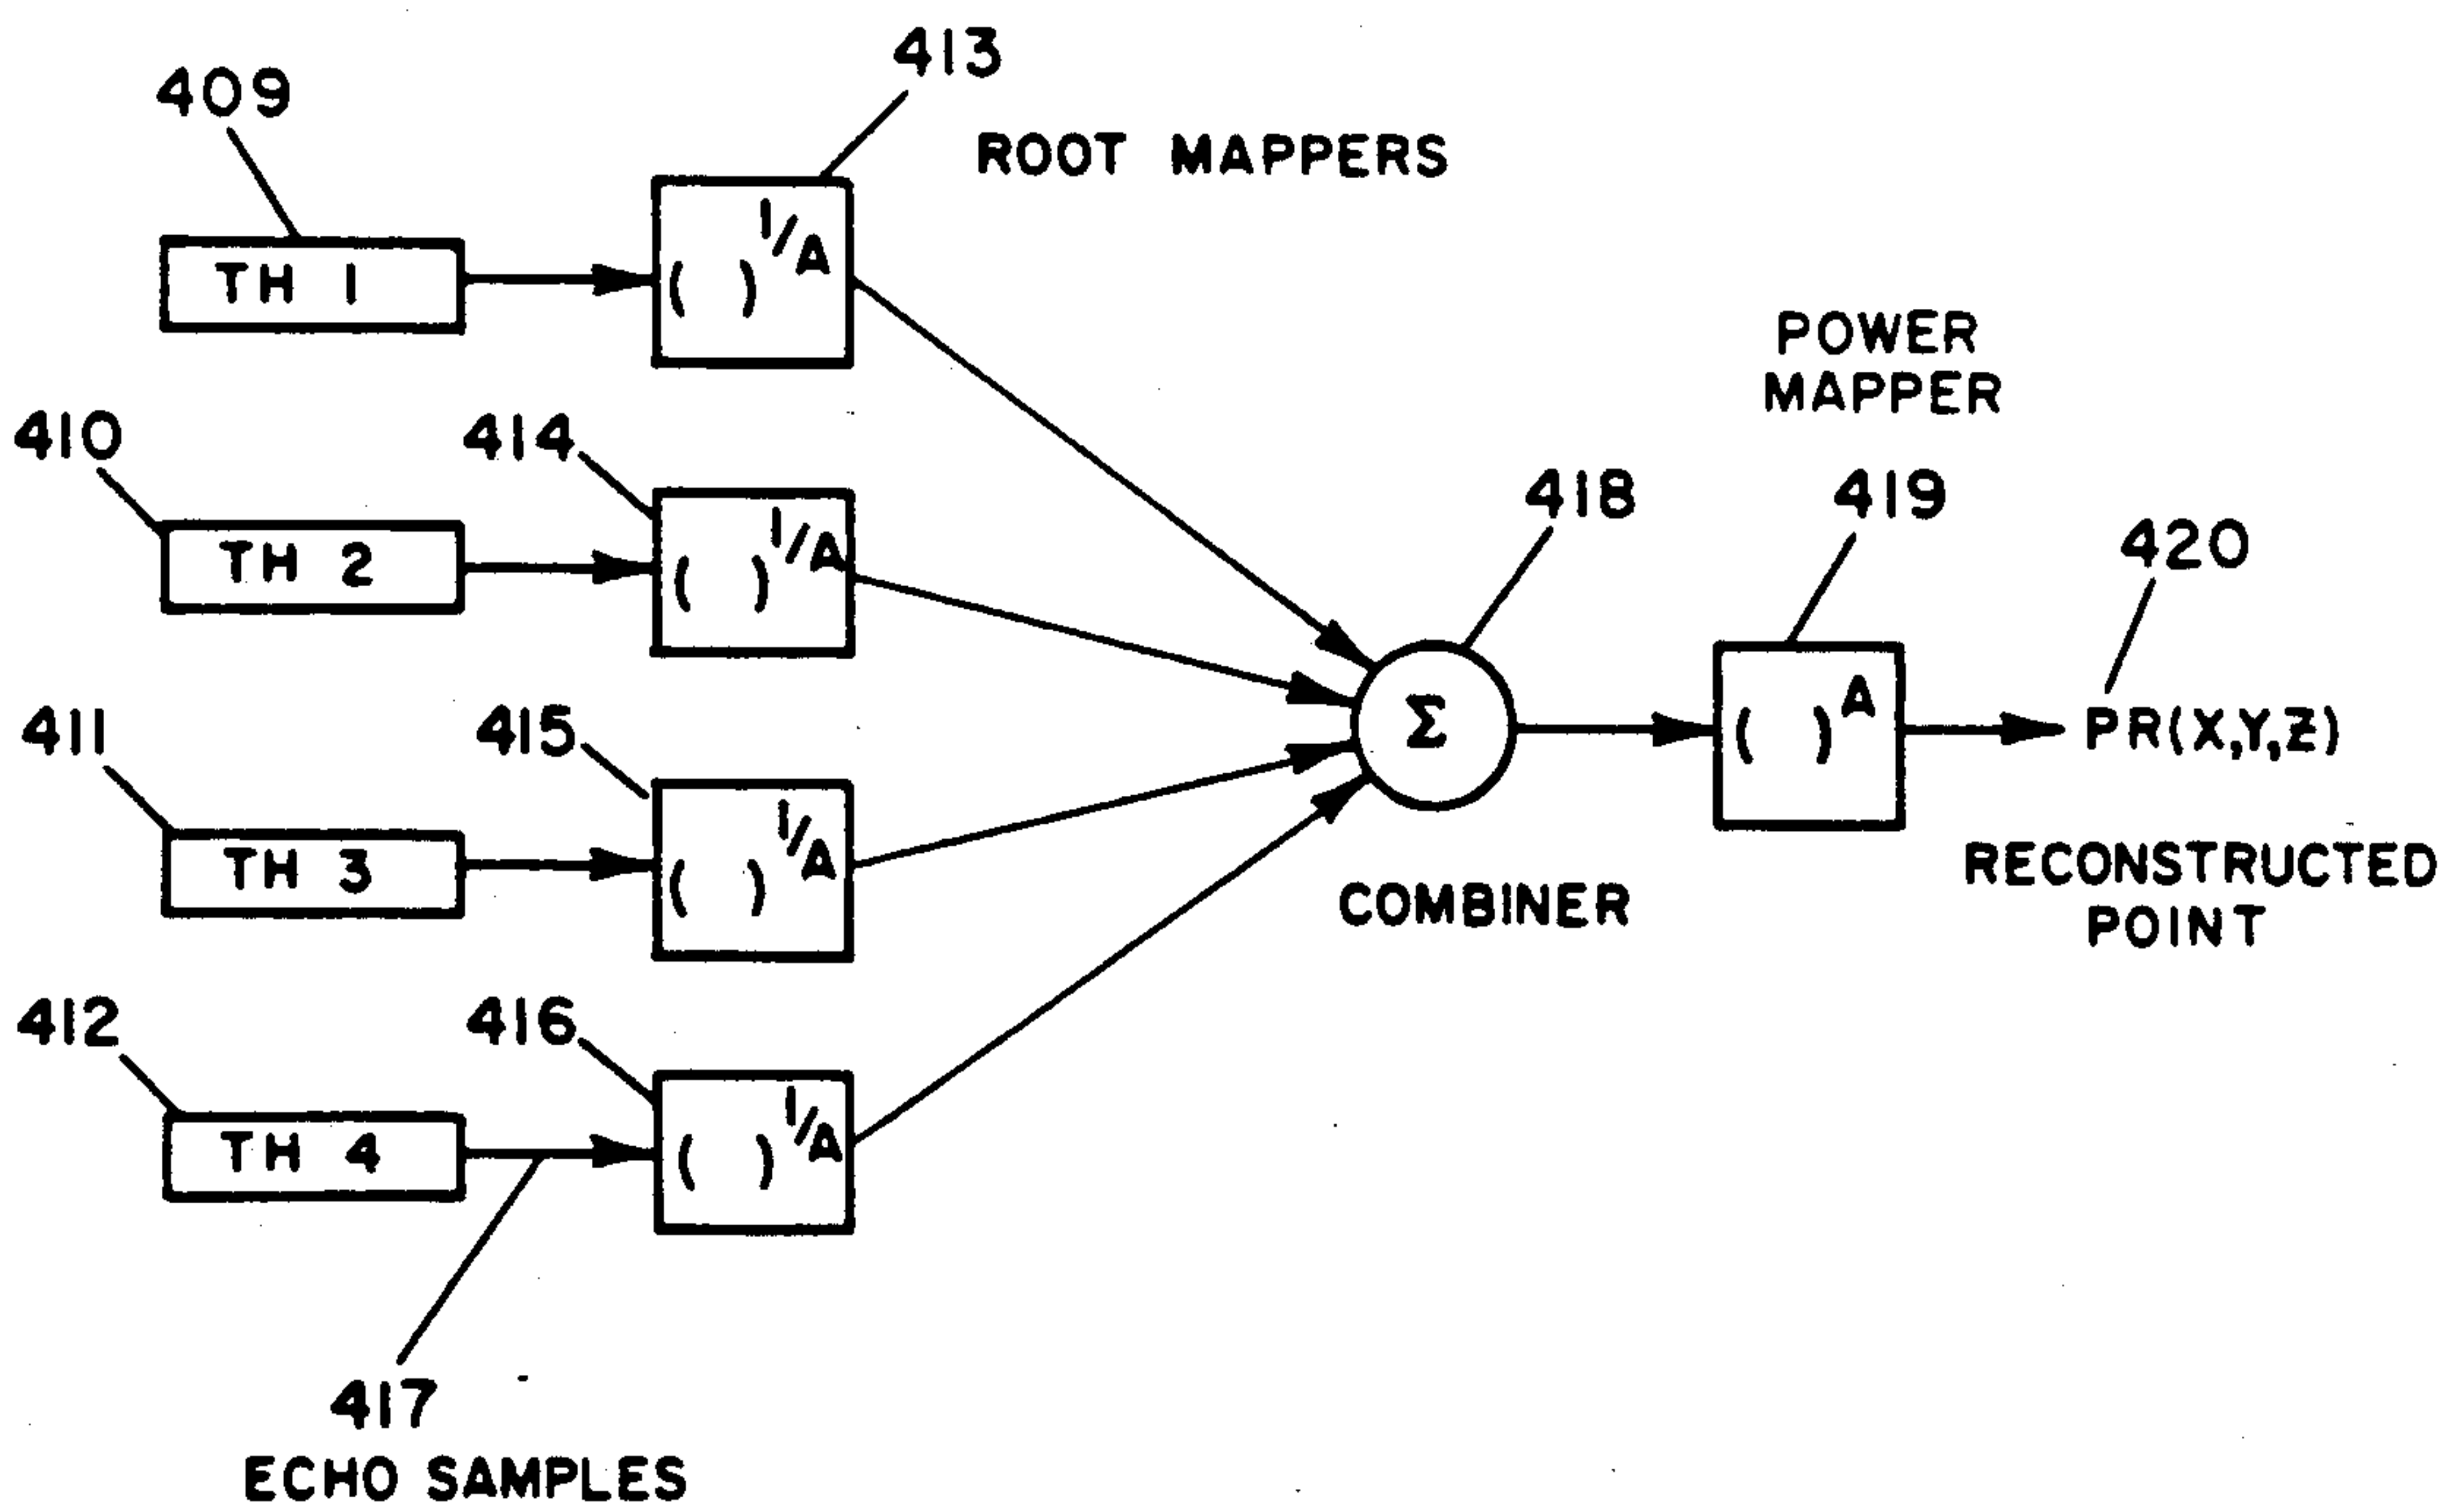 413
409
ROOT MAPPERS
TH 1
( )^1/A
POWER
MAPPER
410
414
418
419
420
TH 2
( )^1/A
411
415
Σ
( )^A
PR(X,Y,Z)
TH 3
( )^1/A
COMBINER
RECONSTRUCTED
POINT
412
416
TH 4
( )^1/A
417
ECHO SAMPLES